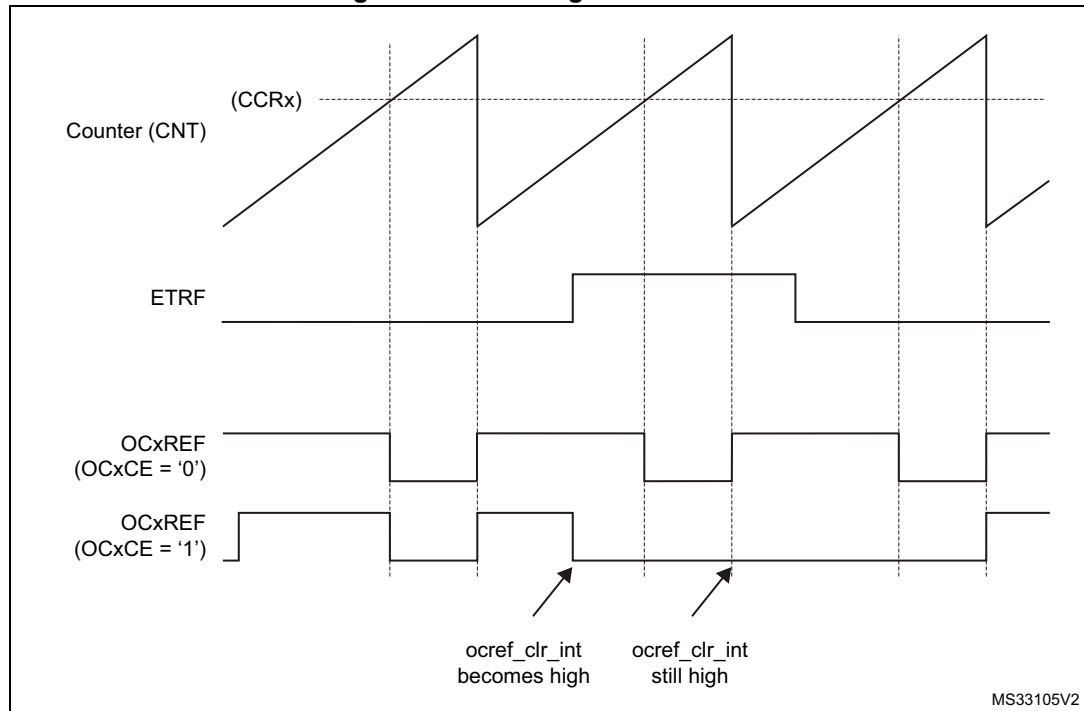 (CCRx)
Counter (CNT)
ETRF
OCxREF
(OCxCE = ‘0’)
OCxREF
(OCxCE = ‘1’)
ocref_clr_int
becomes high
ocref_clr_int
still high
MS33105V2